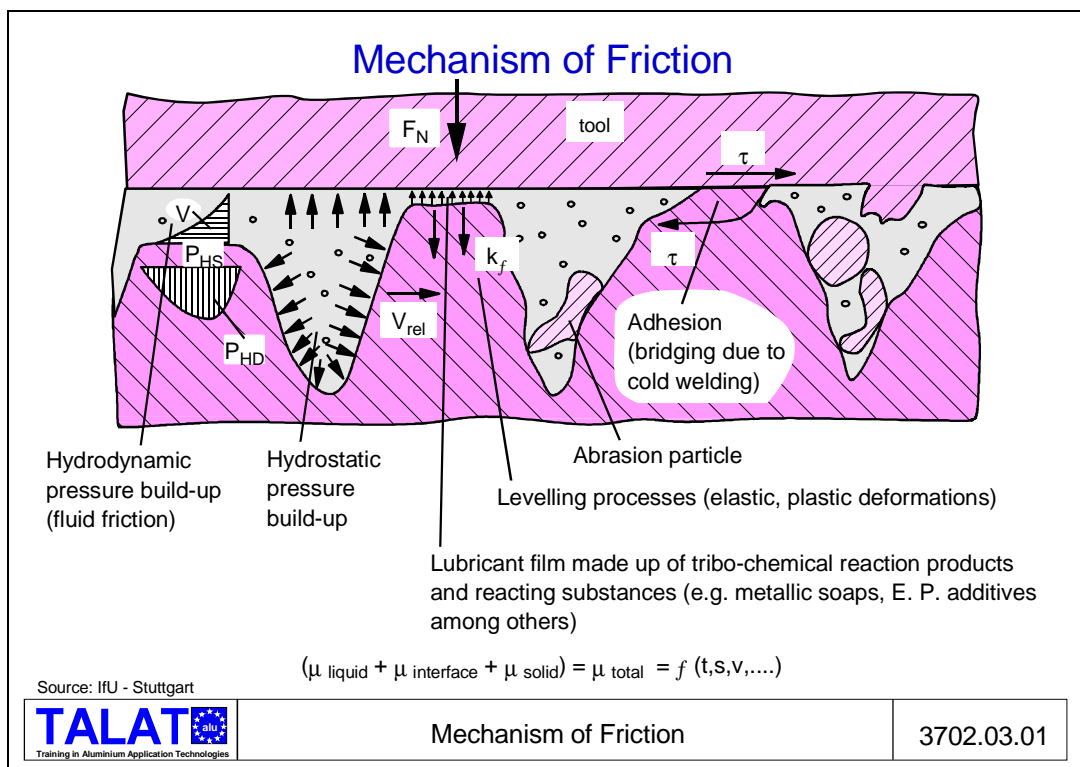 Mechanism of Friction
F_N
tool
τ
V
P_HS
k_f
τ
V_rel
P_HD
Adhesion
(bridging due to
cold welding)
Hydrodynamic
pressure build-up
(fluid friction)
Hydrostatic
pressure
build-up
Abrasion particle
Levelling processes (elastic, plastic deformations)
Lubricant film made up of tribo-chemical reaction products
and reacting substances (e.g. metallic soaps, E. P. additives
among others)
(μ liquid + μ interface + μ solid) = μ total = f (t,s,v,....)
Source: IfU - Stuttgart
TALAT
alu
Training in Aluminium Application Technologies
Mechanism of Friction
3702.03.01